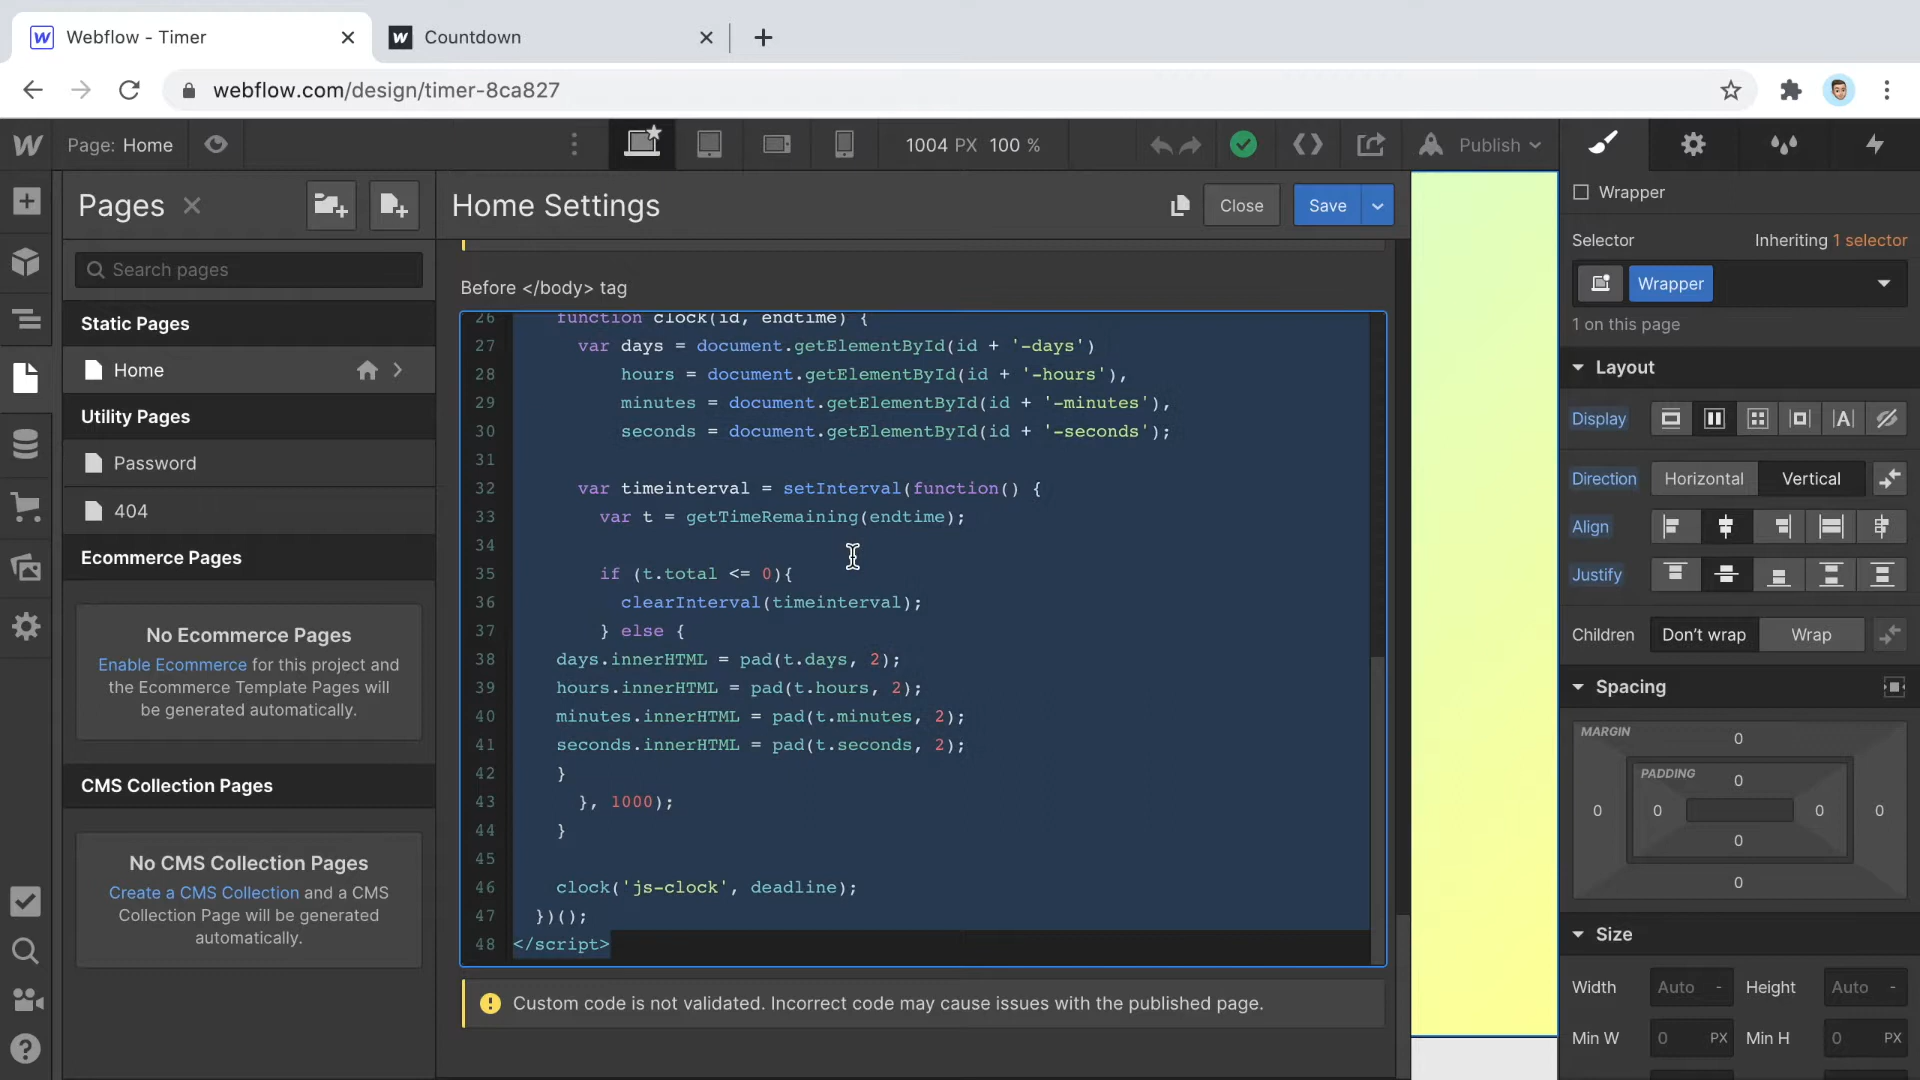 Webflow - Timer
Countdown
webflow.com/design/timer-8ca827
Page: Home
1004 PX 100 %
Publish
Pages
Search pages
Static Pages
Home
Utility Pages
Password
404
Ecommerce Pages
No Ecommerce Pages
Enable Ecommerce for this project and
the Ecommerce Template Pages will
be generated automatically.
CMS Collection Pages
No CMS Collection Pages
Create a CMS Collection and a CMS
Collection Page will be generated
automatically.
Home Settings
Close
Save
Before </body> tag
26 function clock(id, endtime) {
27 var days = document.getElementById(id + '-days')
28 hours = document.getElementById(id + '-hours'),
29 minutes = document.getElementById(id + '-minutes'),
30 seconds = document.getElementById(id + '-seconds');
31
32 var timeinterval = setInterval(function() {
33 var t = getTimeRemaining(endtime);
34
35 if (t.total <= 0){
36 clearInterval(timeinterval);
37 } else {
38 days.innerHTML = pad(t.days, 2);
39 hours.innerHTML = pad(t.hours, 2);
40 minutes.innerHTML = pad(t.minutes, 2);
41 seconds.innerHTML = pad(t.seconds, 2);
42 }
43 }, 1000);
44 }
45
46 clock('js-clock', deadline);
47 })();
48 </script>
Custom code is not validated. Incorrect code may cause issues with the published page.
Wrapper
Selector Inheriting 1 selector
Wrapper
1 on this page
Layout
Display
Direction Horizontal Vertical
Align
Justify
Children Don't wrap Wrap
Spacing
MARGIN 0
PADDING 0
0 0 0 0
0
0
Size
Width Auto - Height Auto -
Min W 0 PX Min H 0 PX